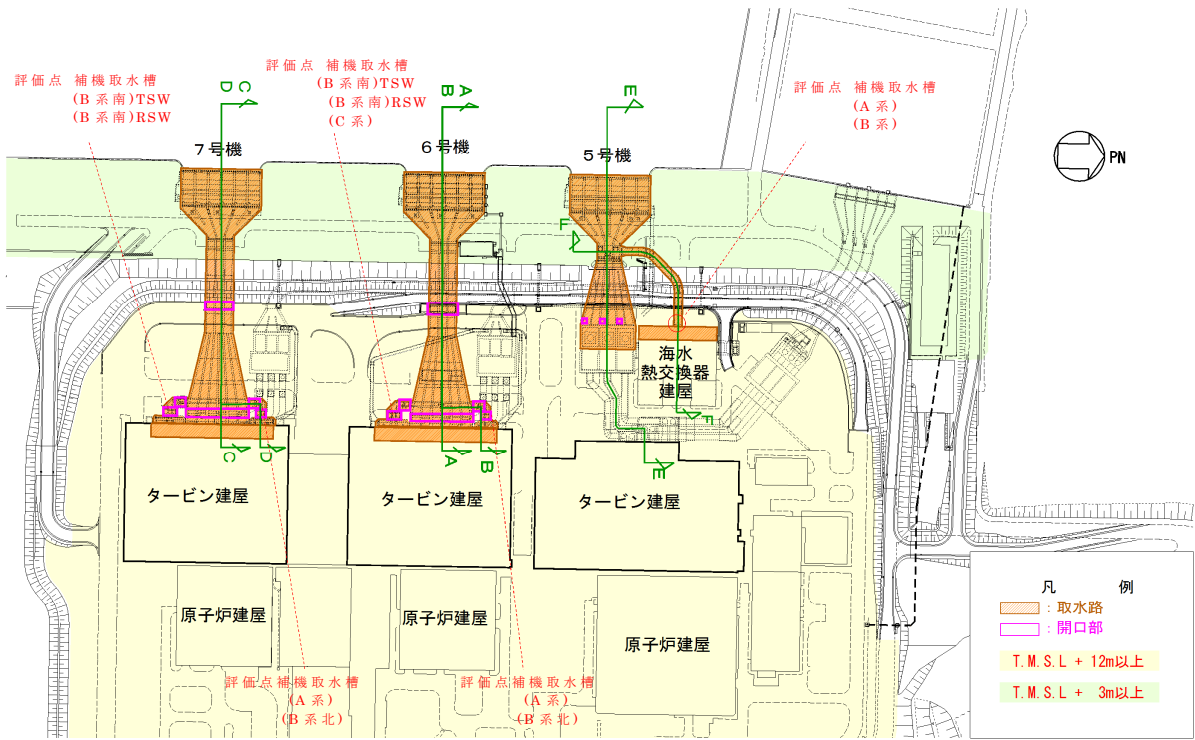 評価点 補機取水槽
(B系南)TSW
(B系南)RSW
評価点 補機取水槽
(B系南)TSW
(B系南)RSW
(C系)
評価点 補機取水槽
(A系)
(B系)
C
D
A
B
E
7号機
6号機
5号機
PN
F
海水
熱交換器
建屋
F
C
D
A
B
E
タービン建屋
タービン建屋
タービン建屋
原子炉建屋
原子炉建屋
原子炉建屋
評価点補機取水槽
(A系)
(B系北)
評価点補機取水槽
(A系)
(B系北)
凡 例
：取水路
：開口部
T.M.S.L + 12m以上
T.M.S.L + 3m以上